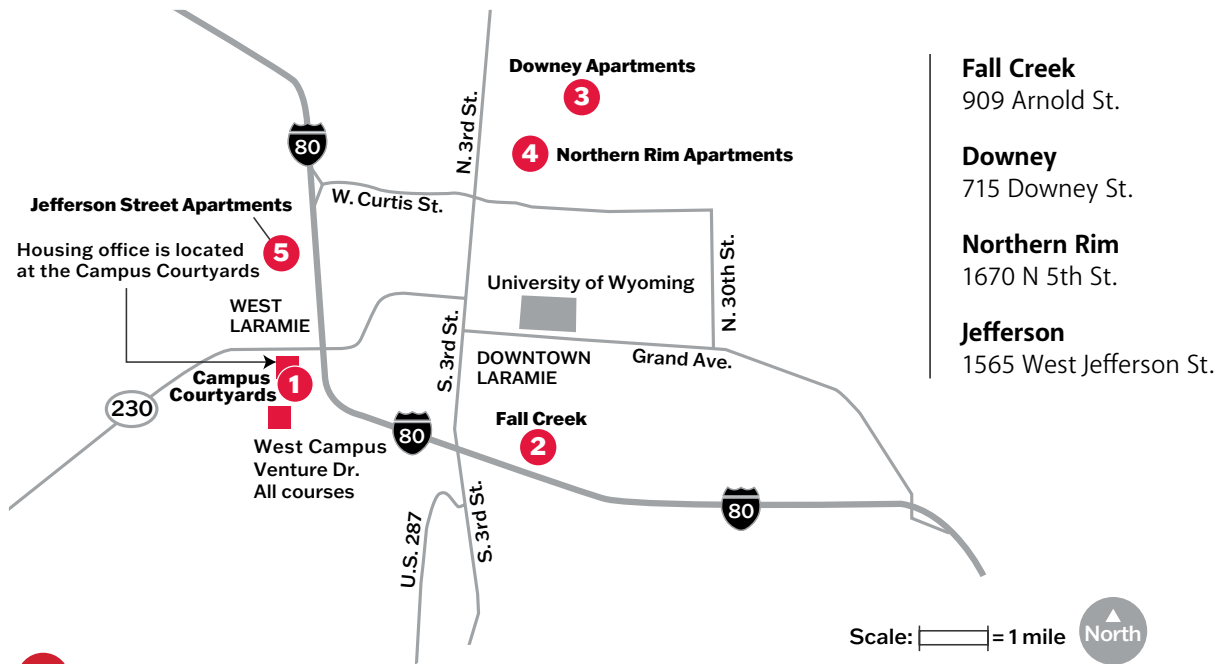 Downey Apartments
3
4
Northern Rim Apartments
N. 3rd St.
80
W. Curtis St.
Jefferson Street Apartments
5
Housing office is located
at the Campus Courtyards
University of Wyoming
N. 30th St.
WEST
LARAMIE
S. 3rd St.
DOWNTOWN
LARAMIE
Grand Ave.
Campus
Courtyards
1
230
80
Fall Creek
2
West Campus
Venture Dr.
All courses
U.S. 287
S. 3rd St.
80
Scale:
= 1 mile
North
Fall Creek
909 Arnold St.
Downey
715 Downey St.
Northern Rim
1670 N 5th St.
Jefferson
1565 West Jefferson St.